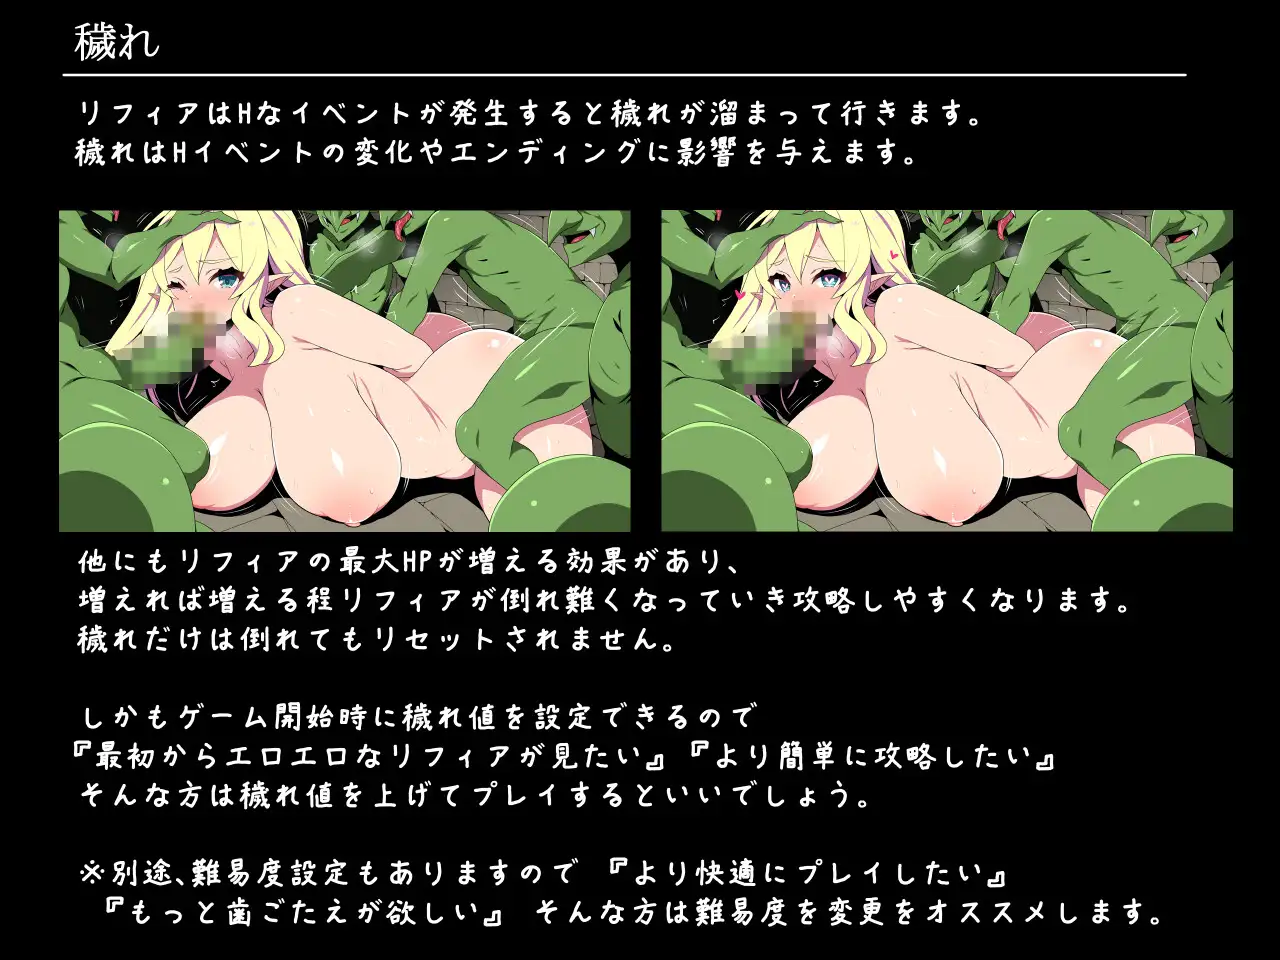 穢れ
リフィアはHなイベントが発生すると穢れが溜まって行きます。
穢れはHイベントの変化やエンディングに影響を与えます。
他にもリフィアの最大HPが増える効果があり、
増えれば増える程リフィアが倒れ難くなっていき攻略しやすくなります。
穢れだけは倒れてもリセットされません。
しかもゲーム開始時に穢れ値を設定できるので
『最初からエロエロなリフィアが見たい』『より簡単に攻略したい』
そんな方は穢れ値を上げてプレイするといいでしょう。
※別途、難易度設定もありますので 『より快適にプレイしたい』
『もっと歯ごたえが欲しい』 そんな方は難易度を変更をオススメします。